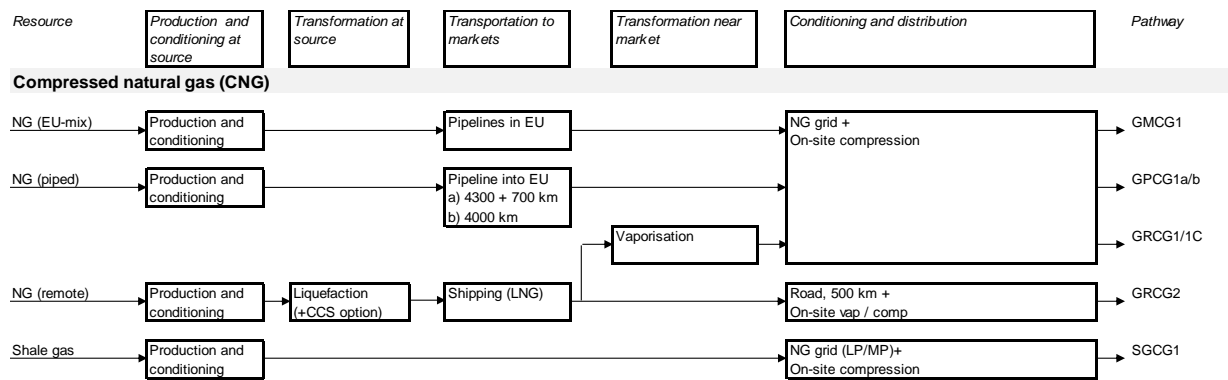 Resource
Production and
conditioning at
source
Transformation at
source
Transportation to
markets
Transformation near
market
Conditioning and distribution
Pathway
Compressed natural gas (CNG)
NG (EU-mix)
Production and
conditioning
Pipelines in EU
NG grid +
On-site compression
GMCG1
NG (piped)
Production and
conditioning
Pipeline into EU
a) 4300 + 700 km
b) 4000 km
GPCG1a/b
Vaporisation
GRCG1/1C
NG (remote)
Production and
conditioning
Liquefaction
(+CCS option)
Shipping (LNG)
Road, 500 km +
On-site vap / comp
GRCG2
Shale gas
Production and
conditioning
NG grid (LP/MP)+
On-site compression
SGCG1